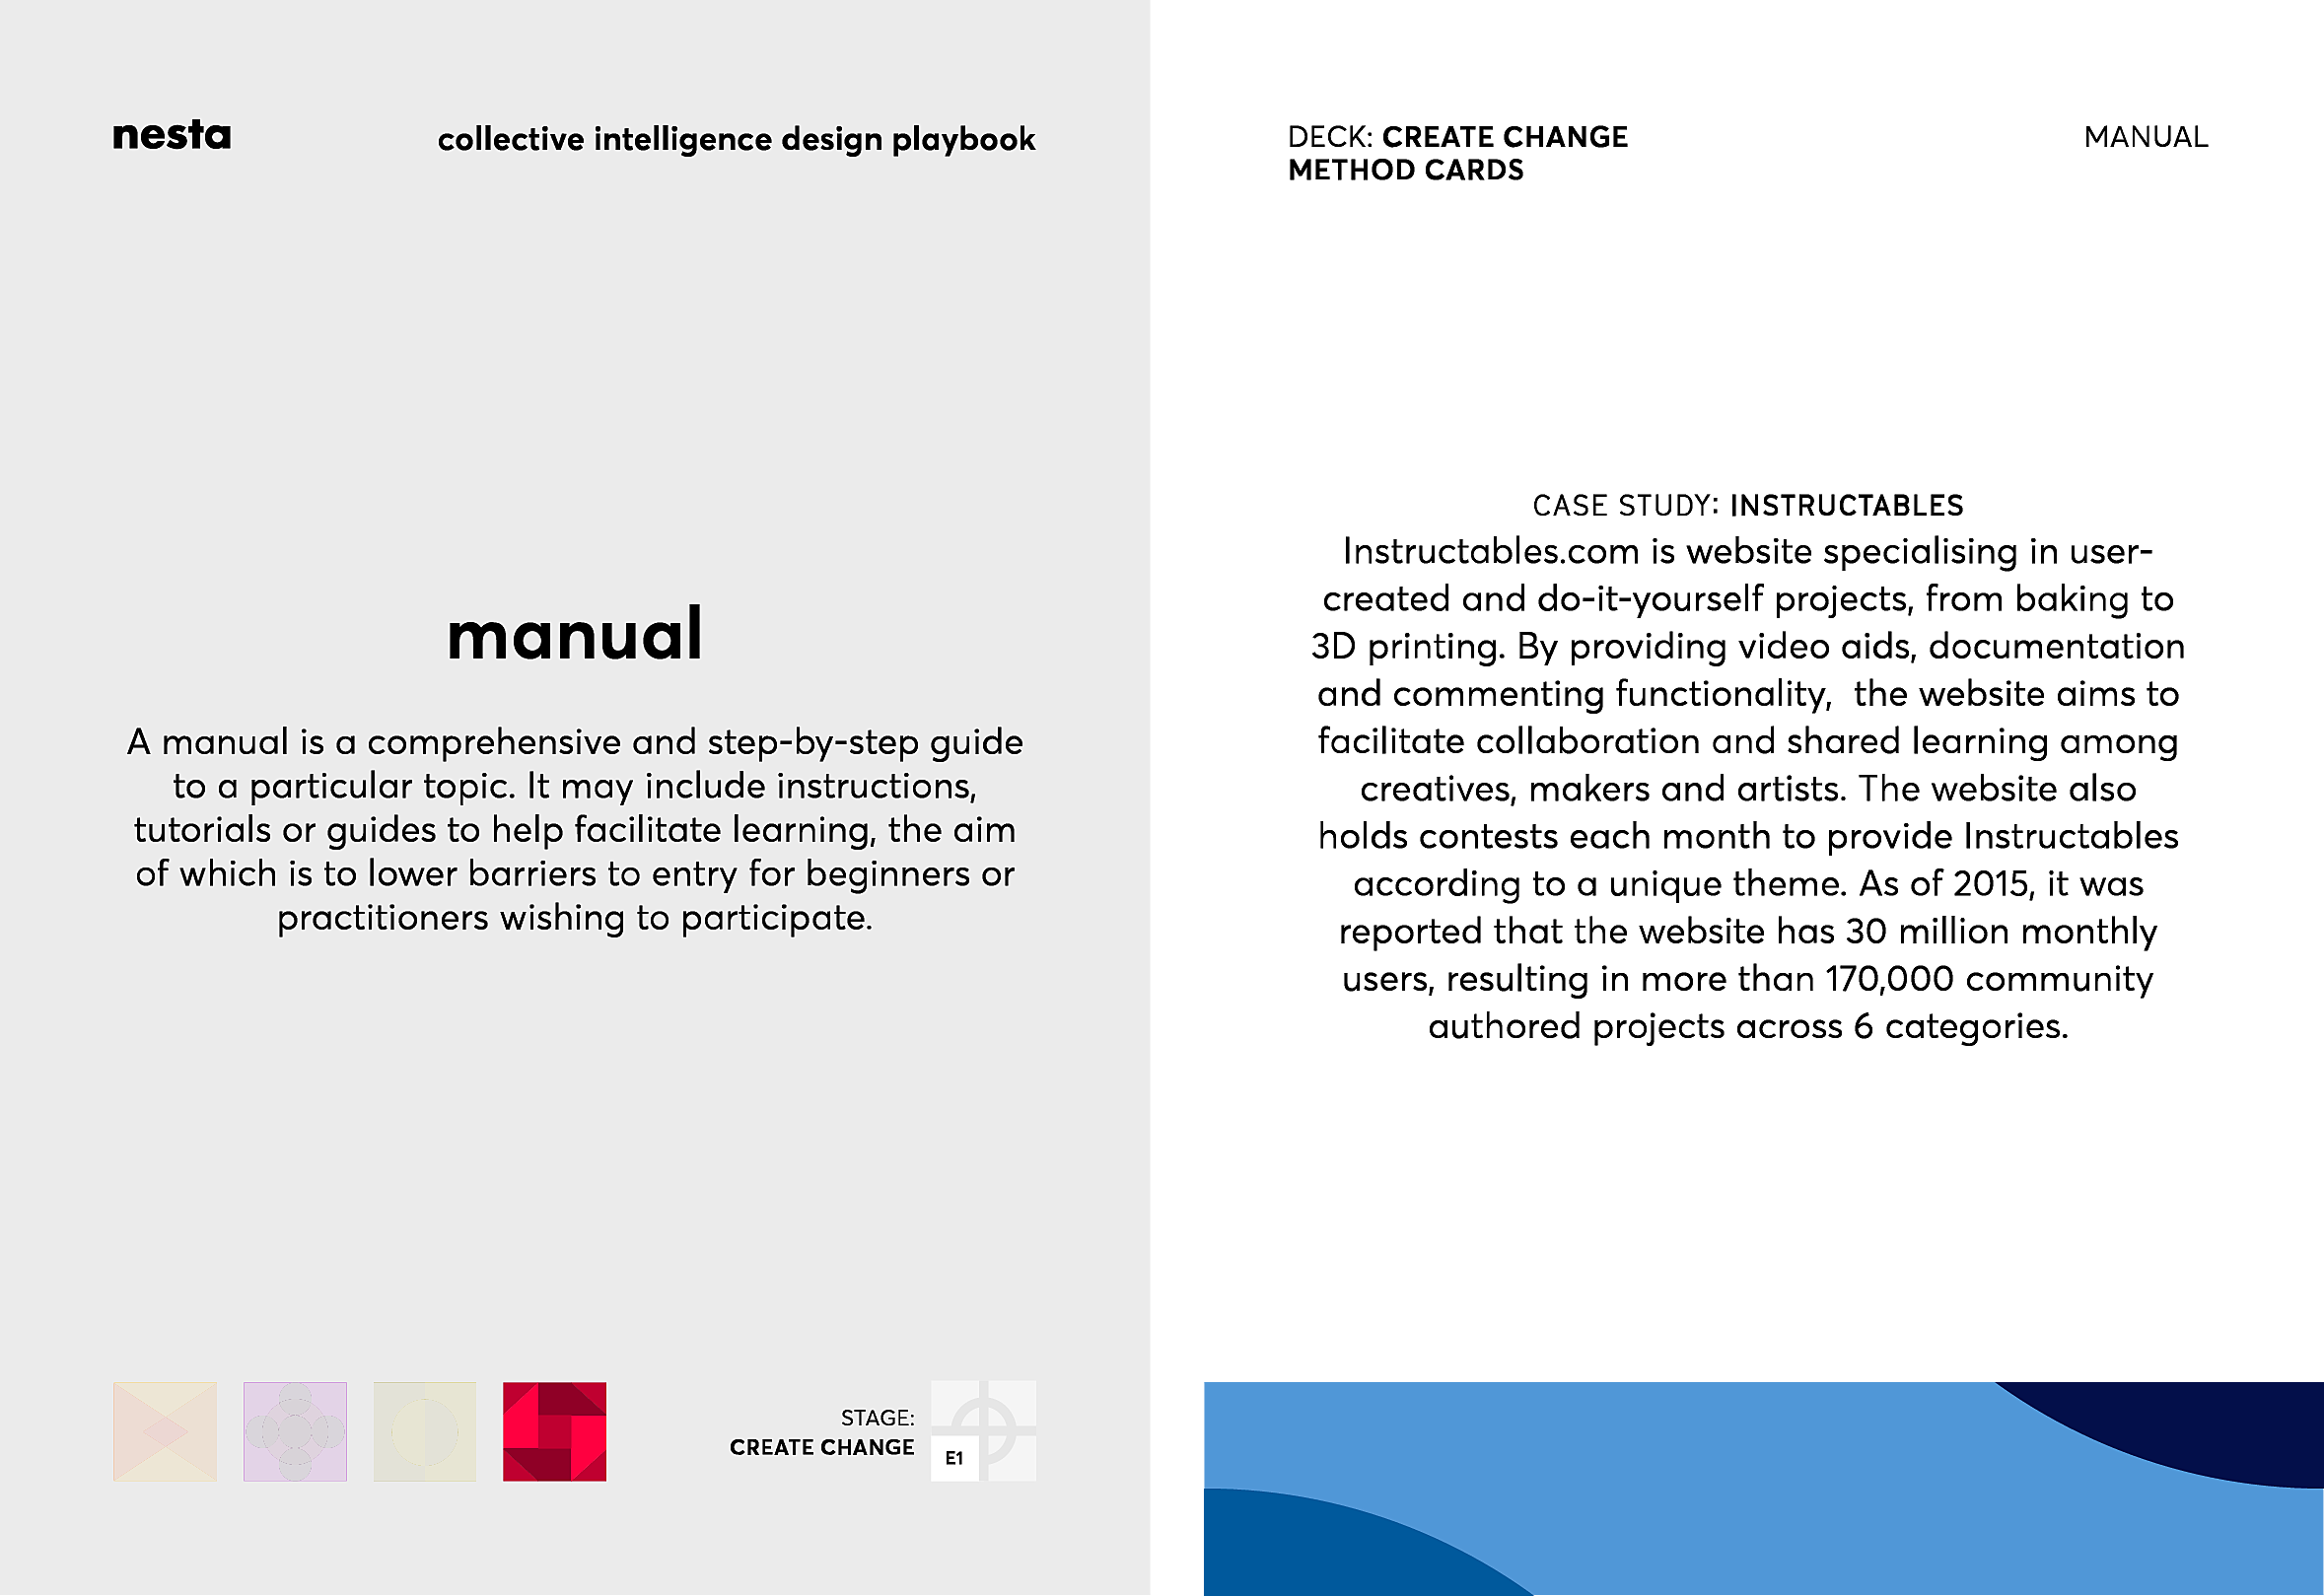 nesta
collective intelligence design playbook
manual
A manual is a comprehensive and step-by-step guide
to a particular topic. It may include instructions,
tutorials or guides to help facilitate learning, the aim
of which is to lower barriers to entry for beginners or
practitioners wishing to participate.
STAGE:
CREATE CHANGE
E1
DECK: CREATE CHANGE
METHOD CARDS
MANUAL
CASE STUDY: INSTRUCTABLES
Instructables.com is website specialising in user-
created and do-it-yourself projects, from baking to
3D printing. By providing video aids, documentation
and commenting functionality,  the website aims to
facilitate collaboration and shared learning among
creatives, makers and artists. The website also
holds contests each month to provide Instructables
according to a unique theme. As of 2015, it was
reported that the website has 30 million monthly
users, resulting in more than 170,000 community
authored projects across 6 categories.